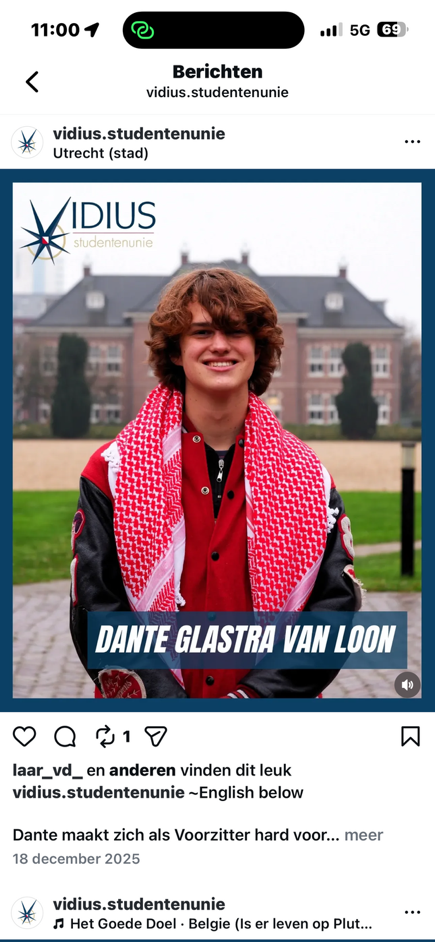 11:00
5G
69
Berichten
vidius.studentenunie
vidius.studentenunie
Utrecht (stad)
VIDIUS
studentenunie
DANTE GLASTRA VAN LOON
1
laar_vd_ en anderen vinden dit leuk
vidius.studentenunie ~English below
Dante maakt zich als Voorzitter hard voor... meer
18 december 2025
vidius.studentenunie
Het Goede Doel · Belgie (Is er leven op Plut...